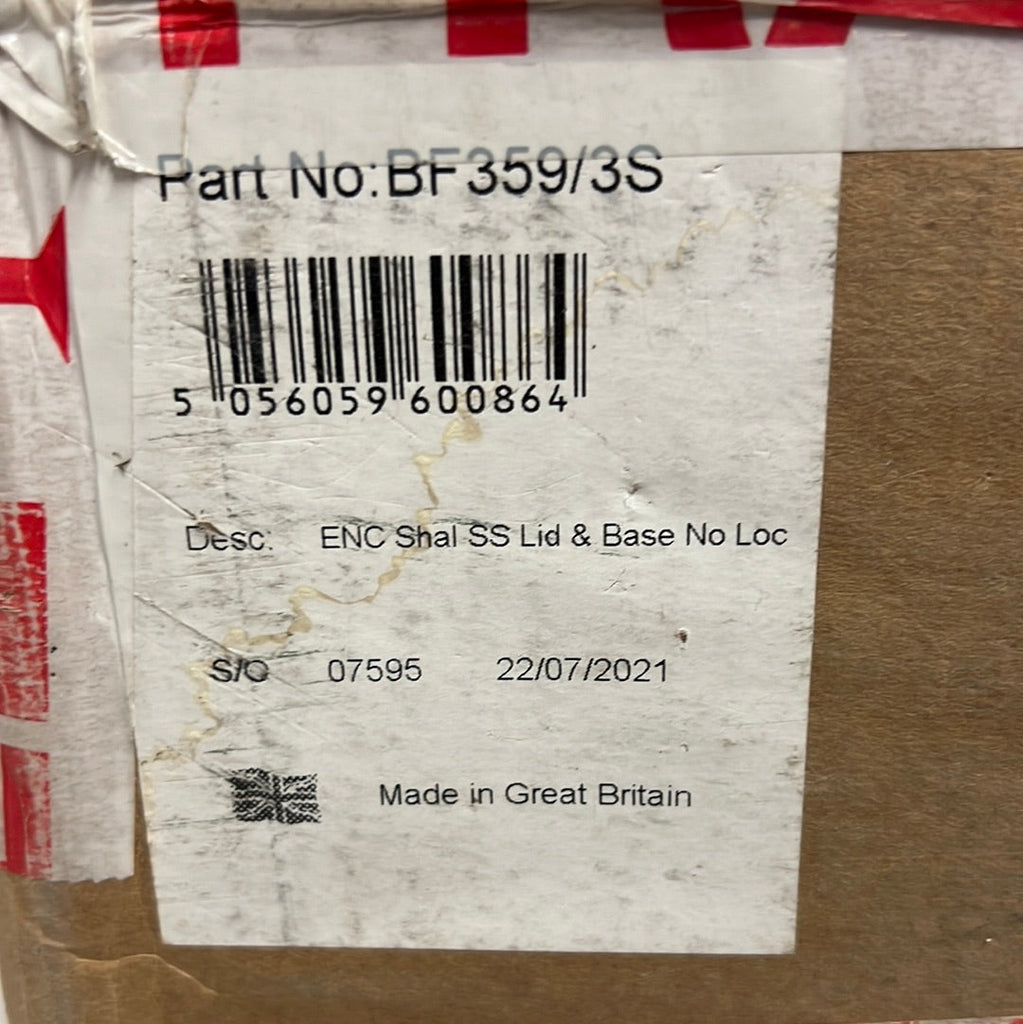 Part No:BF359/3S
5 056059 600864
Desc. ENC Shal SS Lid & Base No Loc
S/O 07595 22/07/2021
Made in Great Britain